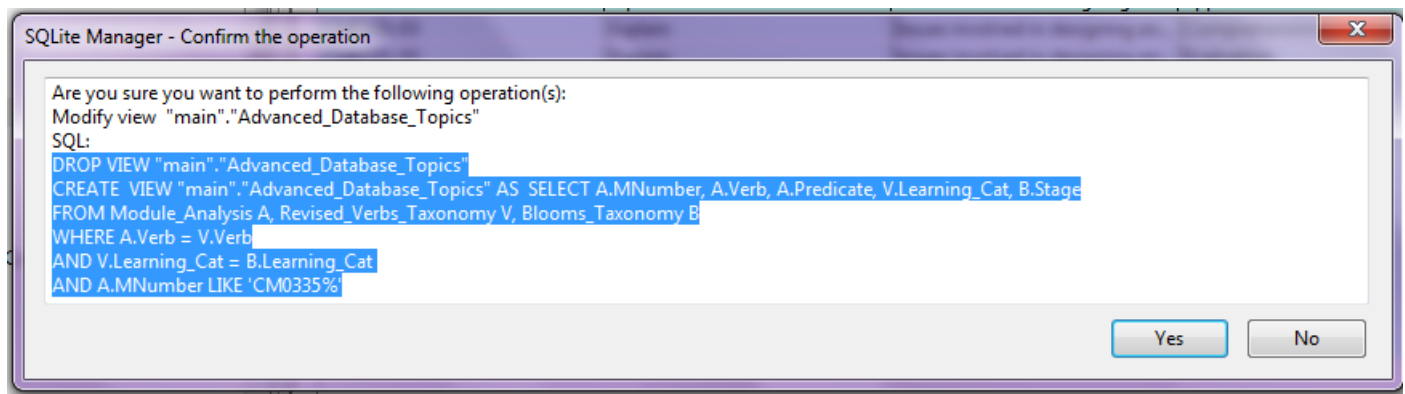 SQLite Manager - Confirm the operation
Are you sure you want to perform the following operation(s):
Modify view "main"."Advanced_Database_Topics"
SQL:
DROP VIEW "main"."Advanced_Database_Topics"
CREATE VIEW "main"."Advanced_Database_Topics" AS SELECT A.MNumber, A.Verb, A.Predicate, V.Learning_Cat, B.Stage
FROM Module_Analysis A, Revised_Verbs_Taxonomy V, Blooms_Taxonomy B
WHERE A.Verb = V.Verb
AND V.Learning_Cat = B.Learning_Cat
AND A.MNumber LIKE 'CM0335%'
Yes No